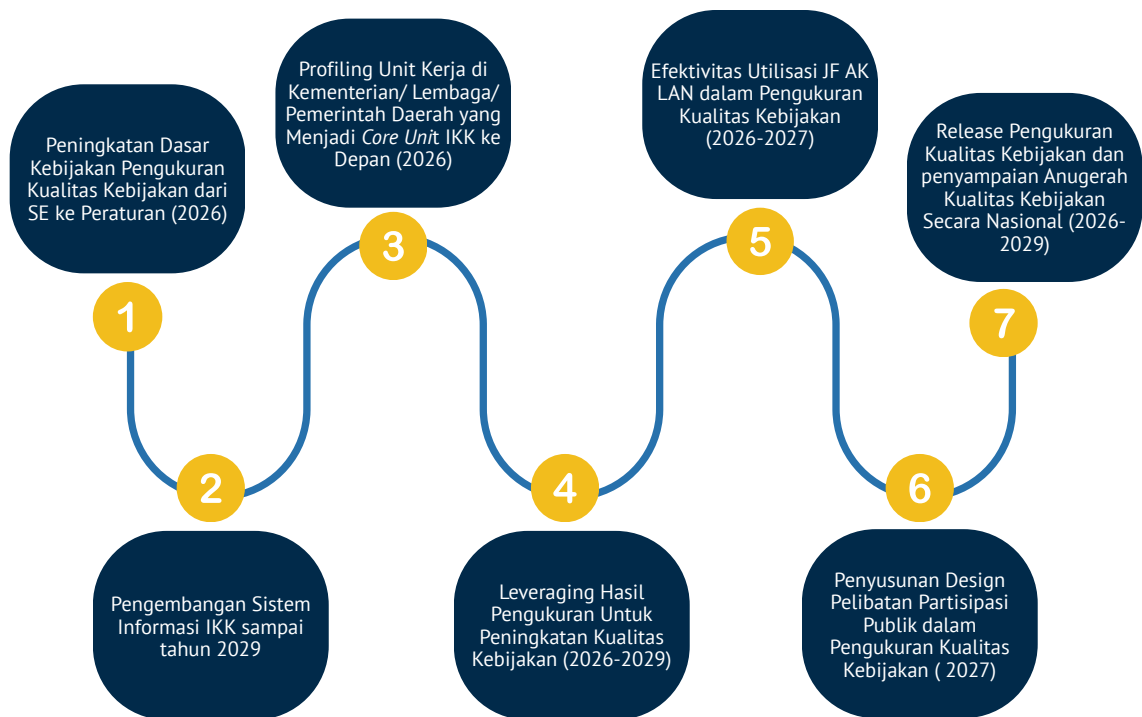 1
Peningkatan Dasar
Kebijakan Pengukuran
Kualitas Kebijakan dari
SE ke Peraturan (2026)
2
Pengembangan Sistem
Informasi IKK sampai
tahun 2029
3
Profiling Unit Kerja di
Kementerian/ Lembaga/
Pemerintah Daerah yang
Menjadi Core Unit IKK ke
Depan (2026)
4
Leveraging Hasil
Pengukuran Untuk
Peningkatan Kualitas
Kebijakan (2026-2029)
5
Efektivitas Utilisasi JF AK
LAN dalam Pengukuran
Kualitas Kebijakan
(2026-2027)
6
Penyusunan Design
Pelibatan Partisipasi
Publik dalam
Pengukuran Kualitas
Kebijakan ( 2027)
7
Release Pengukuran
Kualitas Kebijakan dan
penyampaian Anugerah
Kualitas Kebijakan
Secara Nasional (2026-
2029)